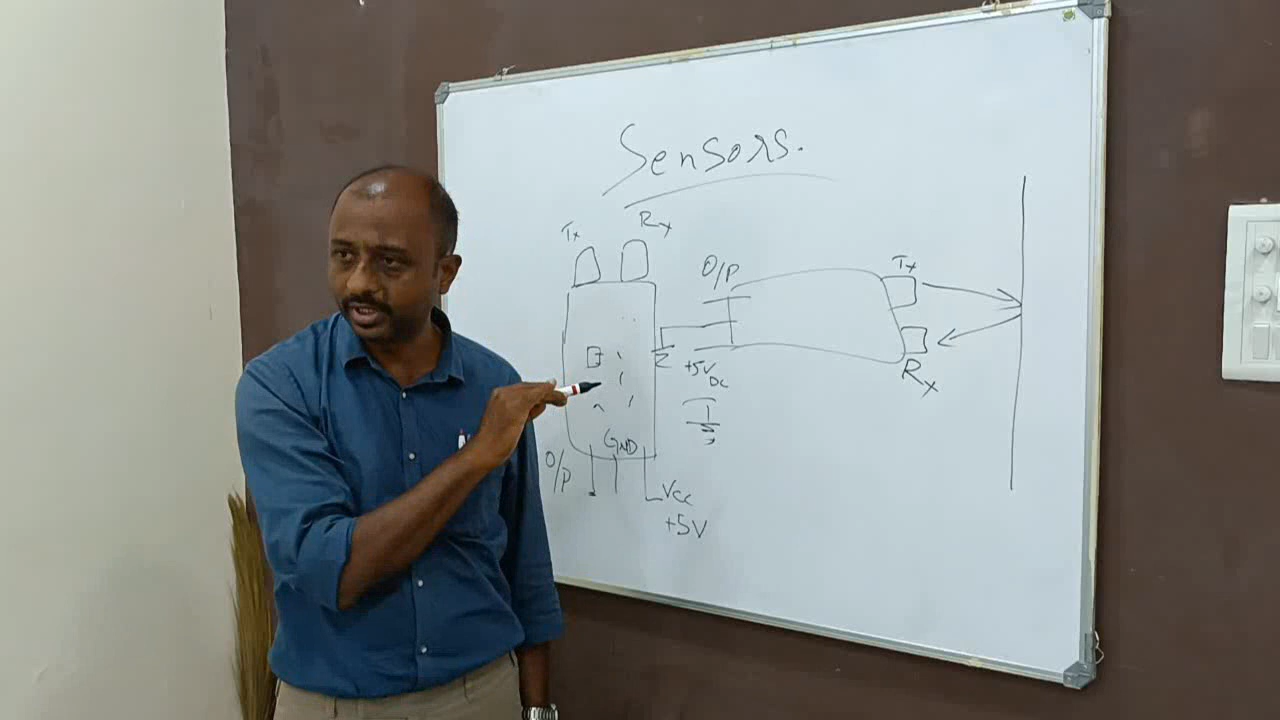 Sensors.
Tx
Rx
O/P
Tx
+5V
DC
Rx
GND
O/P
Vcc
+5V